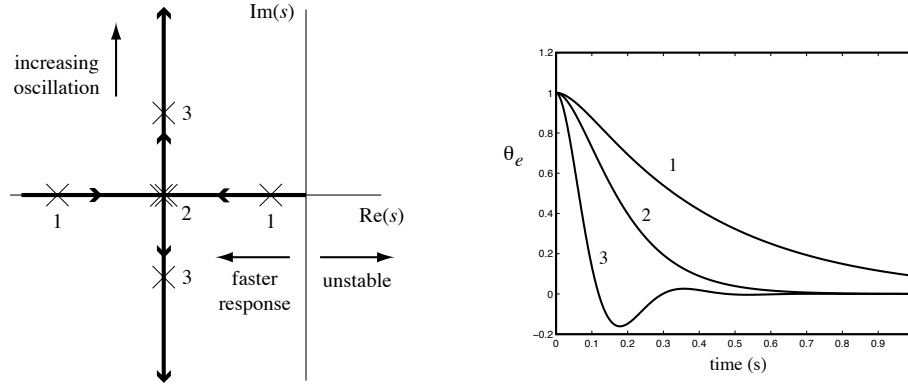 Im(s)
increasing
oscillation
3
1
2
1
Re(s)
3
faster
response
unstable
1.2
1
0.8
0.6
0.4
0.2
0
−0.2
θe
1
2
3
0 0.1 0.2 0.3 0.4 0.5 0.6 0.7 0.8 0.9
time (s)